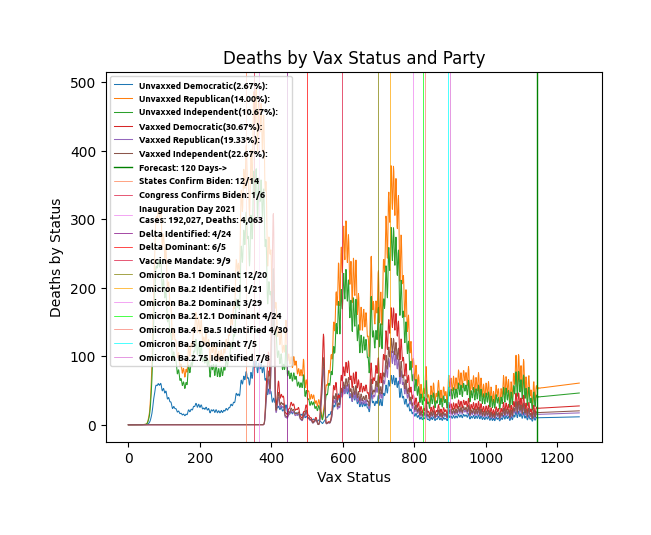 Deaths by Vax Status and Party
500
400
300
200
100
0
Deaths by Status
Unvaxxed Democratic(2.67%):
Unvaxxed Republican(14.00%):
Unvaxxed Independent(10.67%):
Vaxxed Democratic(30.67%):
Vaxxed Republican(19.33%):
Vaxxed Independent(22.67%):
Forecast: 120 Days->
States Confirm Biden: 12/14
Congress Confirms Biden: 1/6
Inauguration Day 2021
Cases: 192,027, Deaths: 4,063
Delta Identified: 4/24
Delta Dominant: 6/5
Vaccine Mandate: 9/9
Omicron Ba.1 Dominant 12/20
Omicron Ba.2 Identified 1/21
Omicron Ba.2 Dominant 3/29
Omicron Ba.2.12.1 Dominant 4/24
Omicron Ba.4 - Ba.5 Identified 4/30
Omicron Ba.5 Dominant 7/5
Omicron Ba.2.75 Identified 7/8
0 200 400 600 800 1000 1200
Vax Status